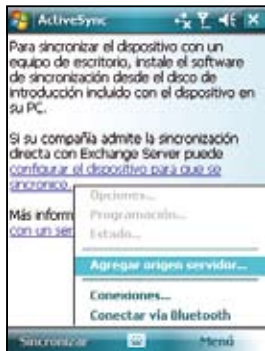 ActiveSync
Para sincronizar el dispositivo con un
equipo de escritorio, instale el software
de sincronización desde el disco de
introducción incluido con el dispositivo en
su PC.
Si su compañía admite la sincronización
directa con Exchange Server puede
configurar el dispositivo para que se
sincronice.
Más inform
con un ser
Opciones...
Programación...
Estado...
Agregar origen servidor...
Conexiones...
Conectar vía Bluetooth
Sincronizar
Menú